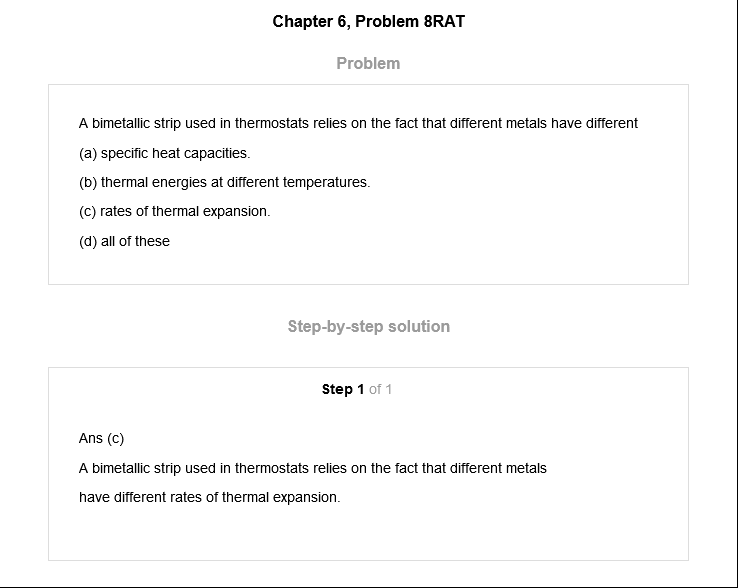 Chapter 6, Problem 8RAT
Problem
A bimetallic strip used in thermostats relies on the fact that different metals have different
(a) specific heat capacities.
(b) thermal energies at different temperatures.
(c) rates of thermal expansion.
(d) all of these
Step-by-step solution
Step 1 of 1
Ans (c)
A bimetallic strip used in thermostats relies on the fact that different metals
have different rates of thermal expansion.